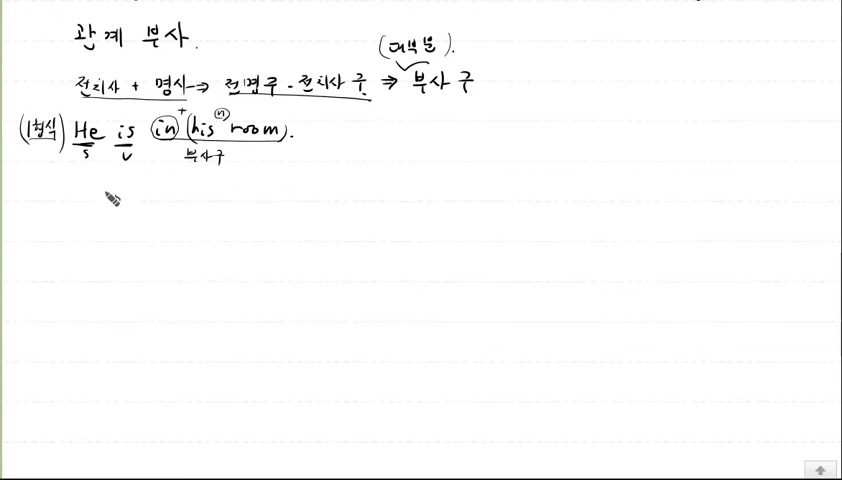 관계 부사.
(대부분).
전치사 + 명사 ⇒ 전명구 - 전치사 구 ⇒ 부사 구
+ n
(1형식) He is in (his room).
s v 부사구